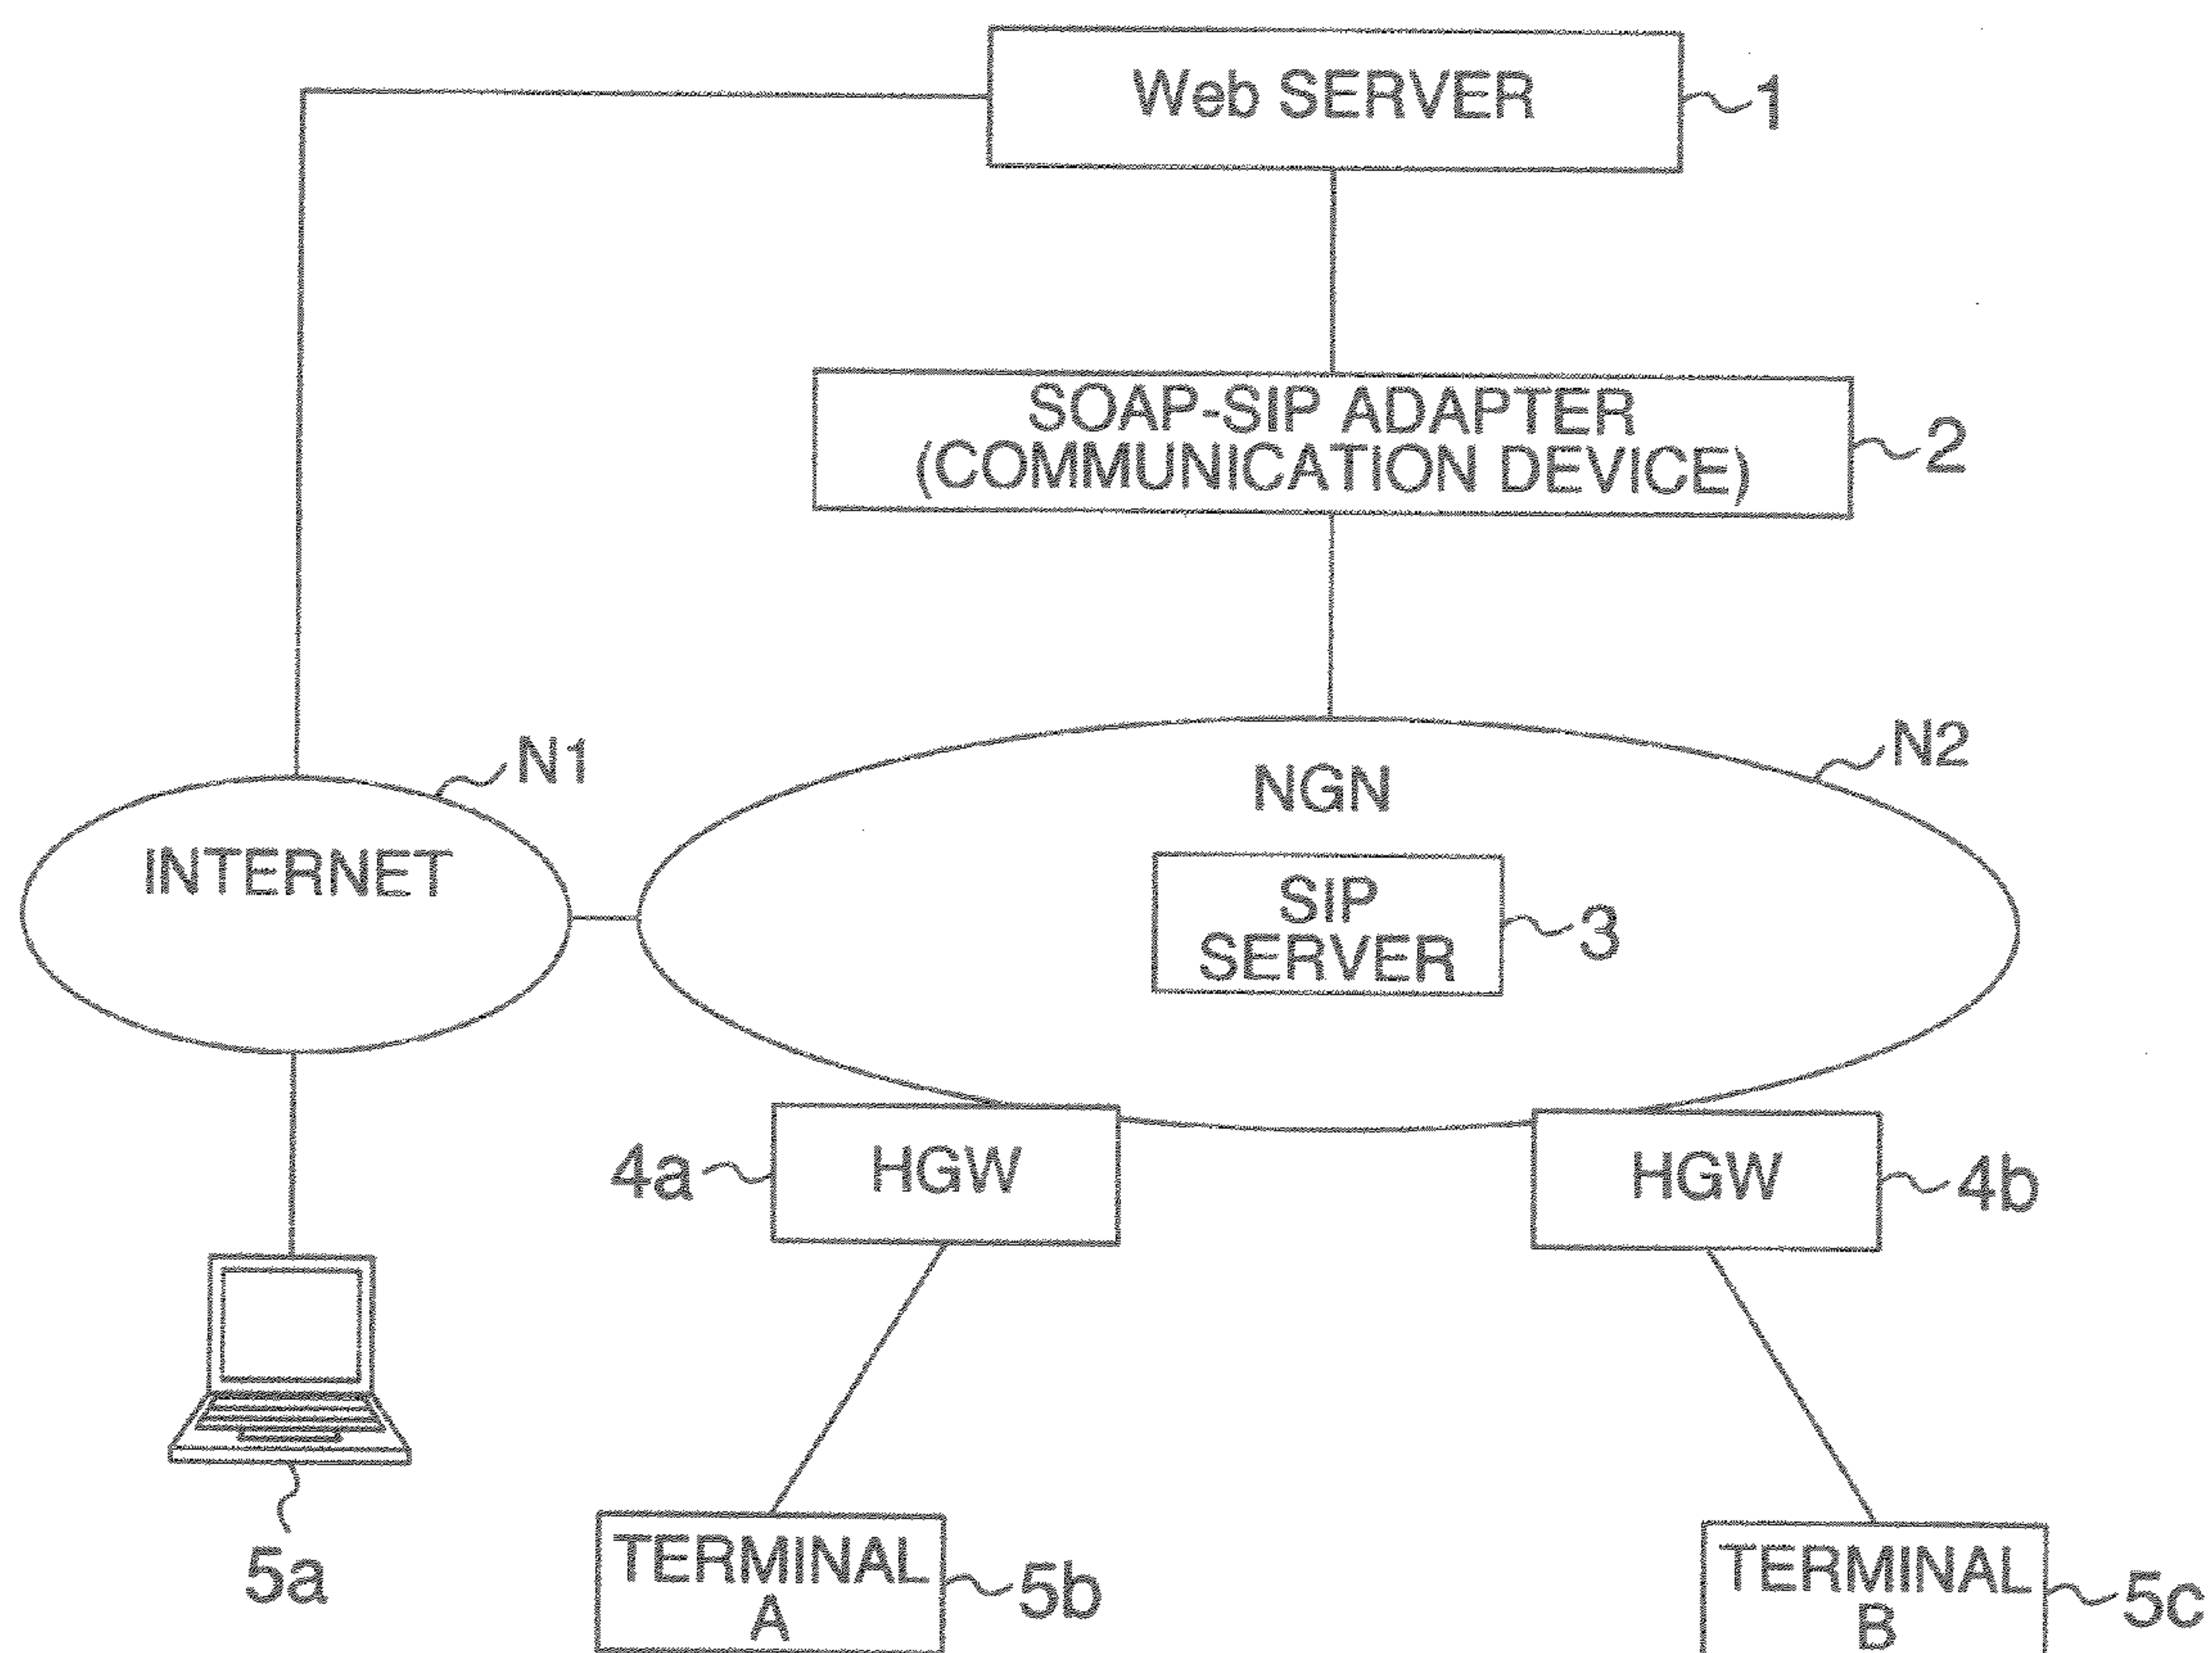 Web SERVER
1
SOAP-SIP ADAPTER
(COMMUNICATION DEVICE)
2
N1
N2
NGN
INTERNET
SIP
SERVER
3
4a
HGW
HGW
4b
5a
TERMINAL
A
5b
TERMINAL
B
5c